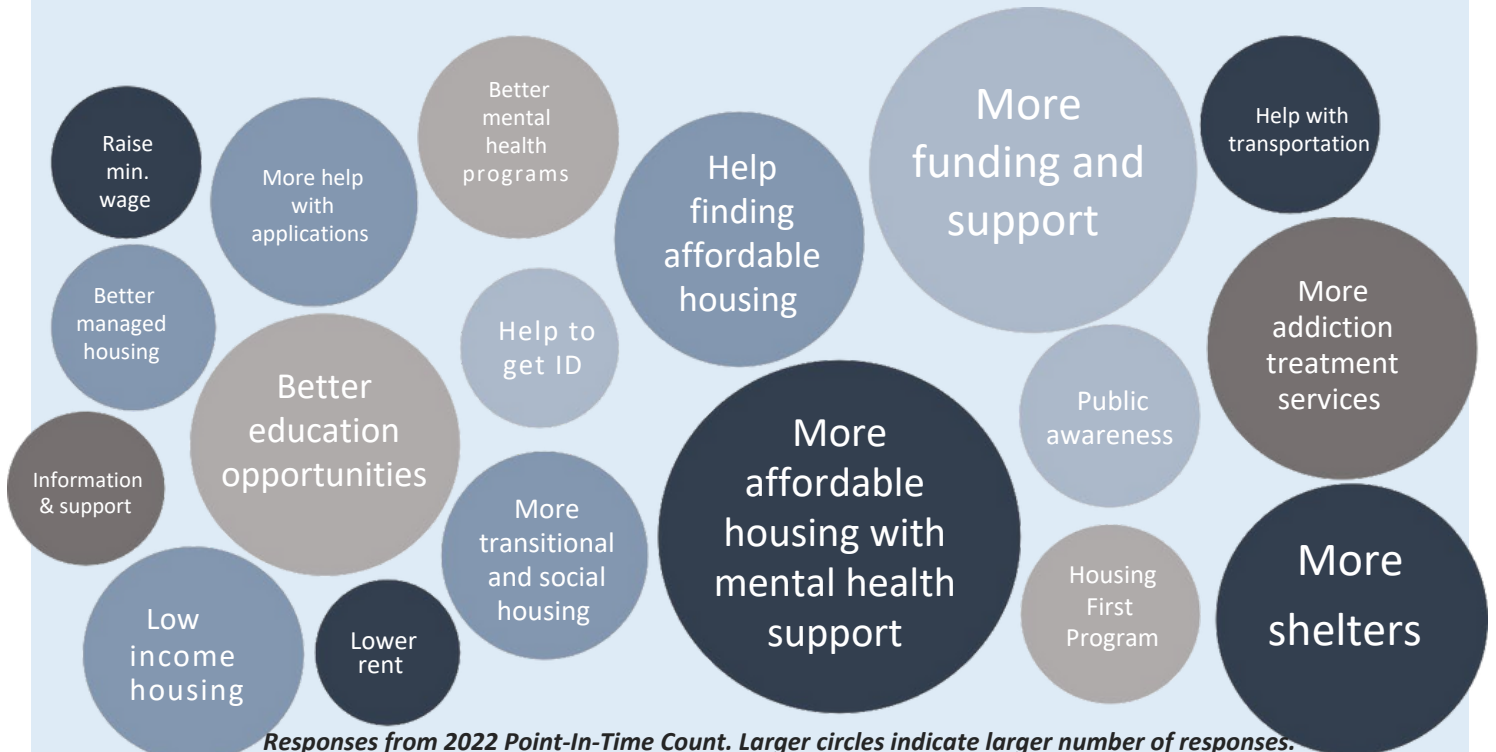 Raise
min.
wage
More help
with
applications
Better
mental
health
programs
Help
finding
affordable
housing
More
funding and
support
Help with
transportation
Better
managed
housing
Better
education
opportunities
Help to
get ID
Public
awareness
More
addiction
treatment
services
Information
& support
More
transitional
and social
housing
More
affordable
housing with
mental health
support
Housing
First
Program
More
shelters
Low
income
housing
Lower
rent
Responses from 2022 Point-In-Time Count. Larger circles indicate larger number of responses.